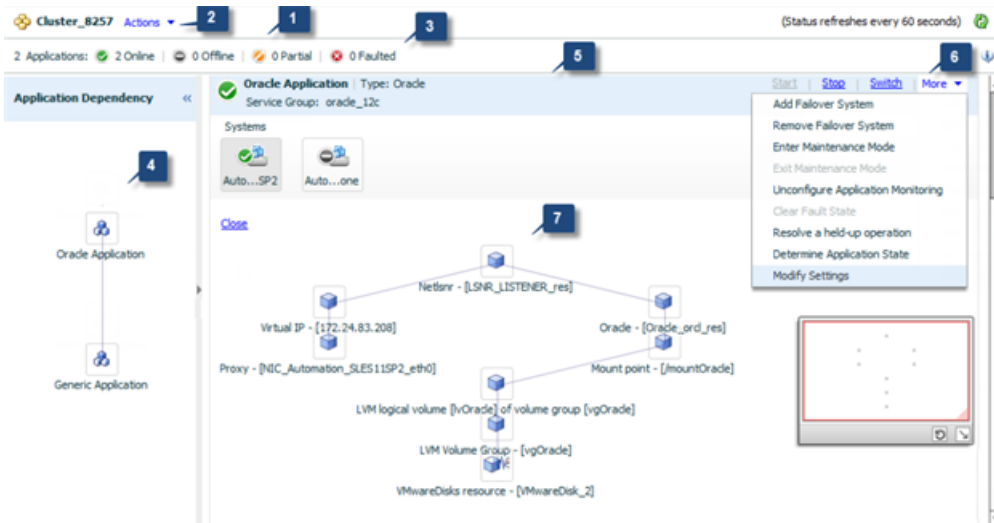 Cluster_8257 Actions 2 1 3 (Status refreshes every 60 seconds)
2 Applications: 2 Online | 0 Offline | 0 Partial | 0 Faulted
5 6
Application Dependency «
Oracle Application | Type: Oracle Start | Stop | Switch | More
Service Group: oracle_12c
Systems
Auto...SP2 Auto...one
Add Failover System
Remove Failover System
Enter Maintenance Mode
Exit Maintenance Mode
Unconfigure Application Monitoring
Clear Fault State
Resolve a held-up operation
Determine Application State
Modify Settings
4
Oracle Application
Generic Application
Close
7
Netlsnr - [LSNR_LISTENER_res]
Virtual IP - [172.24.83.208] Oracle - [Oracle_ord_res]
Proxy - [NIC_Automation_SLES11SP2_eth0] Mount point - [/mountOracle]
LVM logical volume [lvOracle] of volume group [vgOracle]
LVM Volume Group - [vgOracle]
VMwareDisks resource - [VMwareDisk_2]